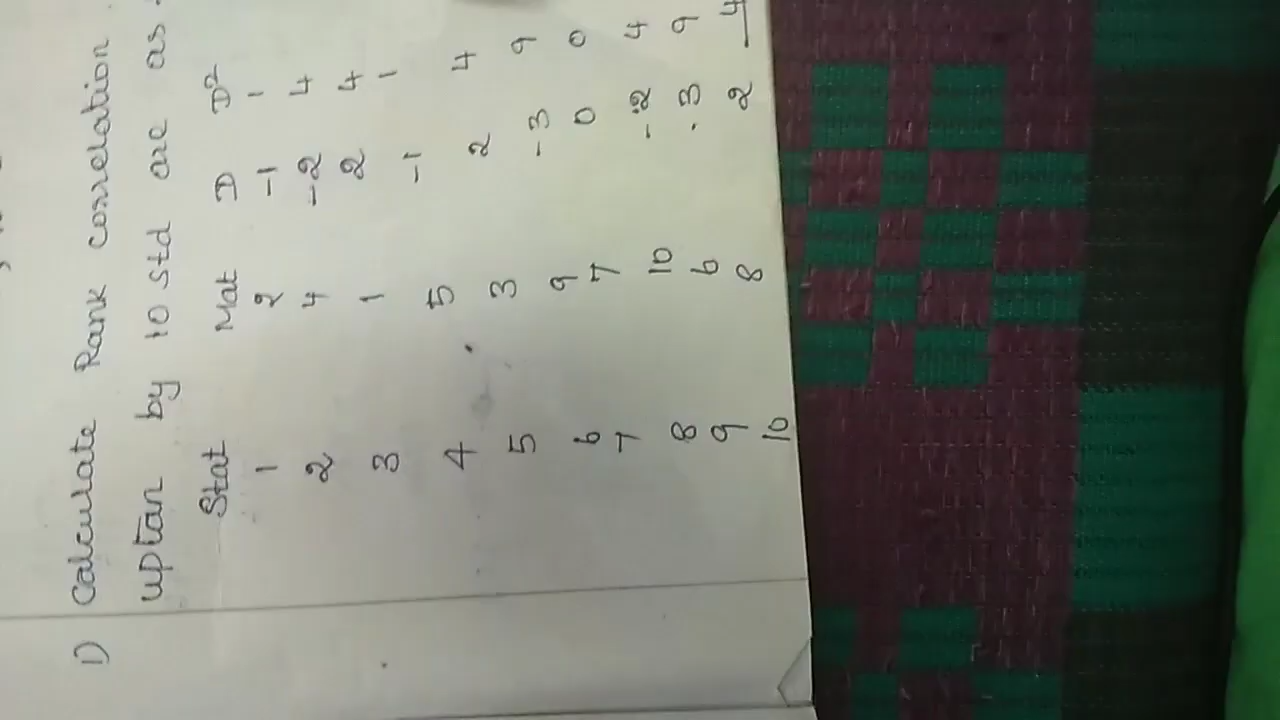 1) Calculate Rank correlation.
uptan by 10 std are as
Stat Mat D D²
1 2 -1 1
2 4 -2 4
3 1 2 4
4 5 -1 1
5 3 2 4
6 9 -3 9
7 7 0 0
8 10 -2 4
9 6 3 9
10 8 2 4